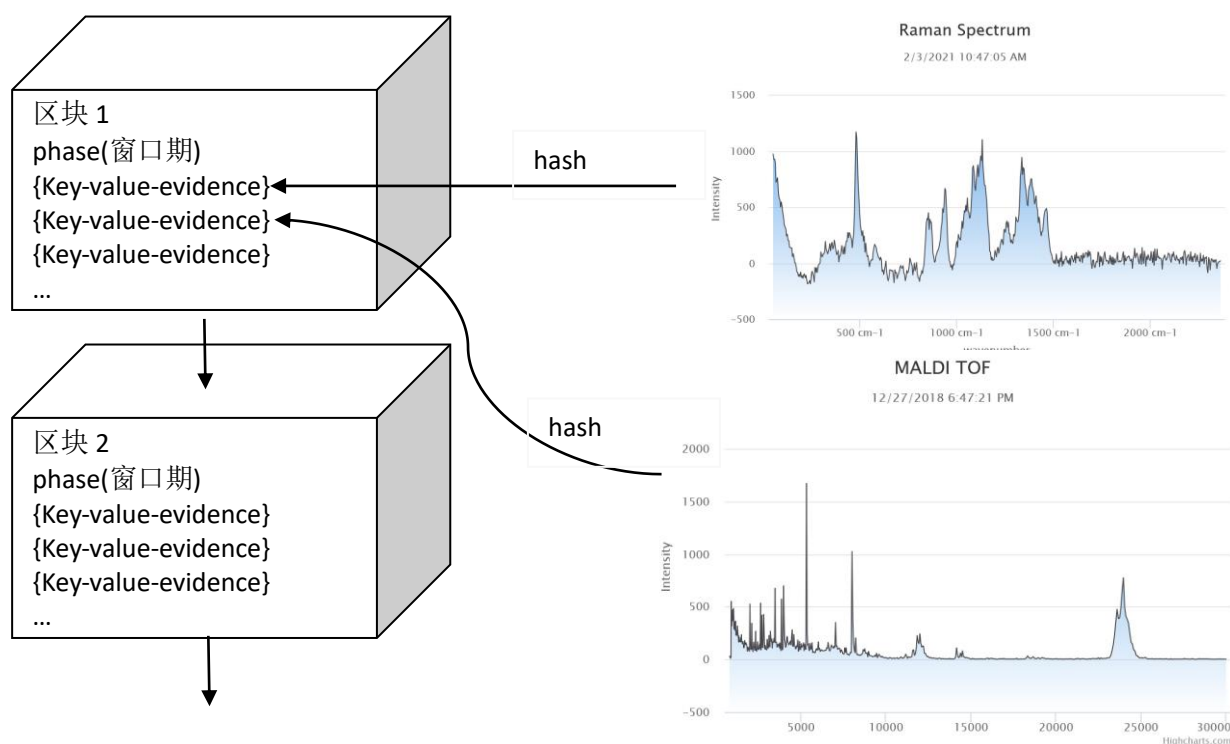 区块 1
phase(窗口期)
{Key-value-evidence}
{Key-value-evidence}
{Key-value-evidence}
...
区块 2
phase(窗口期)
{Key-value-evidence}
{Key-value-evidence}
{Key-value-evidence}
...
hash
hash
Raman Spectrum
2/3/2021 10:47:05 AM
Intensity
1500
1000
500
0
-500
500 cm-1 1000 cm-1 1500 cm-1 2000 cm-1
wavenumber
MALDI TOF
12/27/2018 6:47:21 PM
Intensity
2000
1500
1000
500
0
-500
5000 10000 15000 20000 25000 30000
Highcharts.com